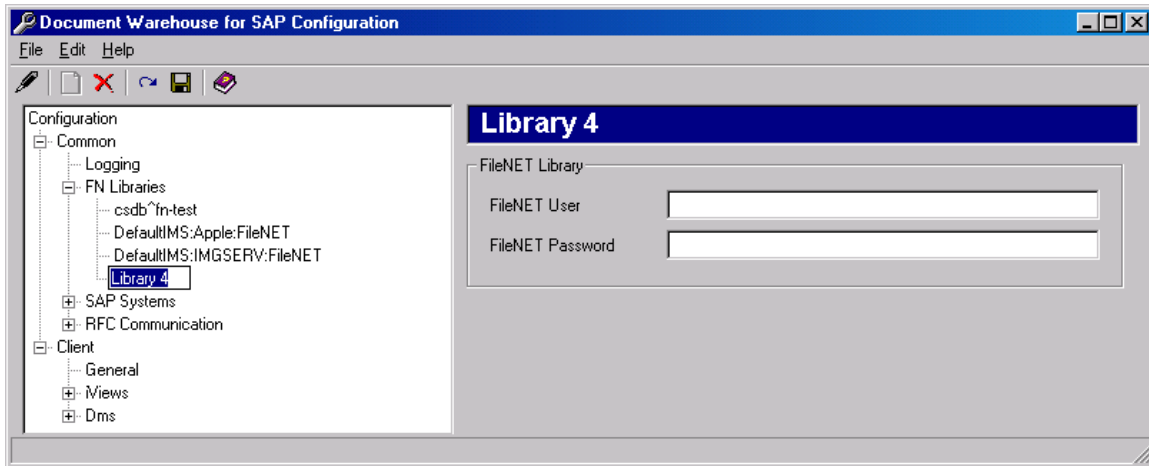 Document Warehouse for SAP Configuration
File Edit Help
Configuration
Common
Logging
FN Libraries
csdb^fn-test
DefaultIMS:Apple:FileNET
DefaultIMS:IMGSERV:FileNET
Library 4
SAP Systems
RFC Communication
Client
General
iViews
Dms
Library 4
FileNET Library
FileNET User
FileNET Password